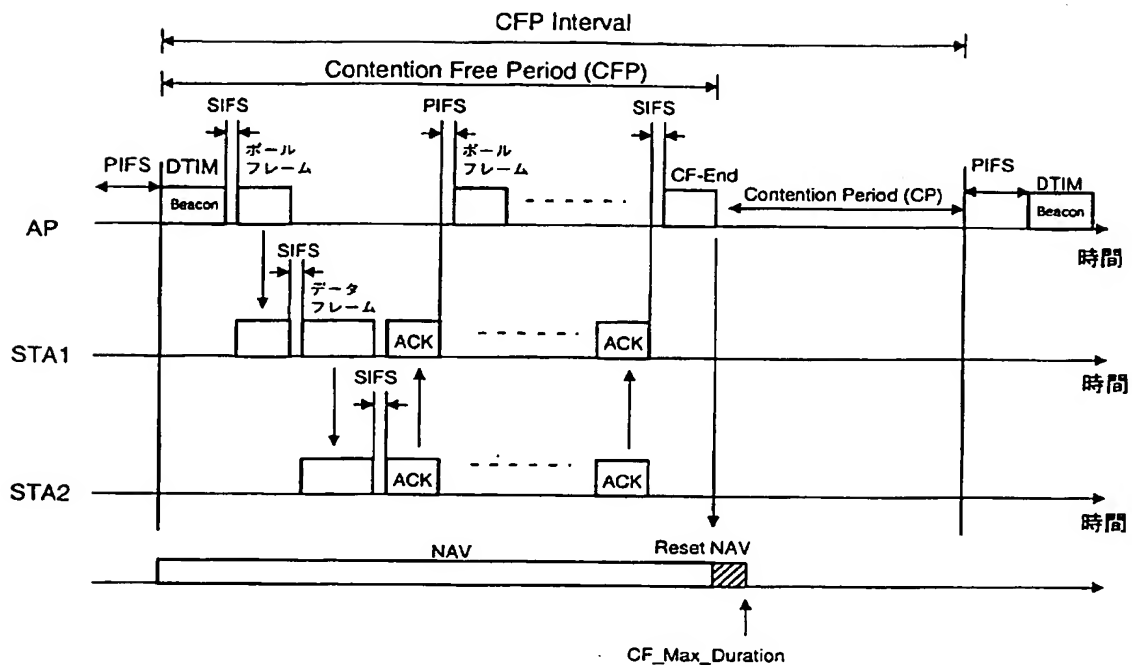 CFP Interval
Contention Free Period (CFP)
SIFS
PIFS
SIFS
ポール
フレーム
ポール
フレーム
PIFS
DTIM
CF-End
PIFS
DTIM
Beacon
Contention Period (CP)
Beacon
AP
時間
SIFS
データ
フレーム
STA1
ACK
ACK
時間
SIFS
STA2
ACK
ACK
時間
NAV
Reset NAV
CF_Max_Duration